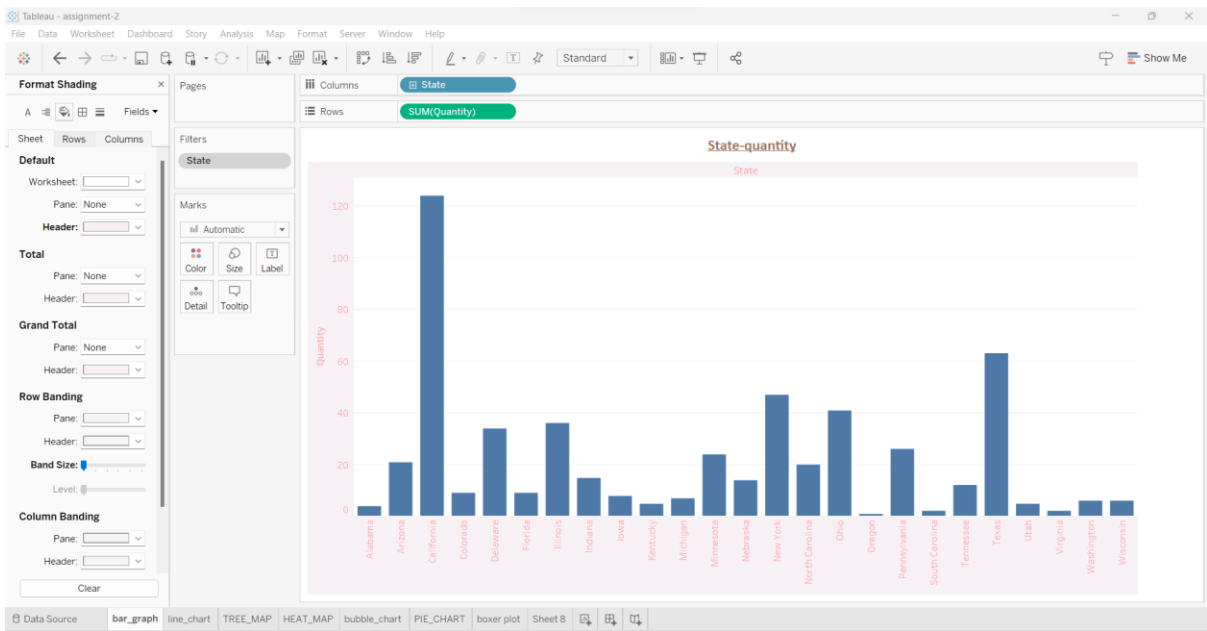 Tableau - assignment-2
File Data Worksheet Dashboard Story Analysis Map Format Server Window Help
Standard
Show Me
Format Shading
Fields
Sheet Rows Columns
Default
Worksheet:
Pane: None
Header:
Total
Pane: None
Header:
Grand Total
Pane: None
Header:
Row Banding
Pane:
Header:
Band Size:
Level:
Column Banding
Pane:
Header:
Clear
Pages
Filters
State
Marks
Automatic
Color Size Label
Detail Tooltip
Columns State
Rows SUM(Quantity)
State-quantity
State
Quantity
120
100
80
60
40
20
0
Alabama
Arizona
California
Colorado
Delaware
Florida
Illinois
Indiana
Iowa
Kentucky
Michigan
Minnesota
Nebraska
New York
North Carolina
Ohio
Oregon
Pennsylvania
South Carolina
Tennessee
Texas
Utah
Virginia
Washington
Wisconsin
Data Source bar_graph line_chart TREE_MAP HEAT_MAP bubble_chart PIE_CHART boxer plot Sheet 8